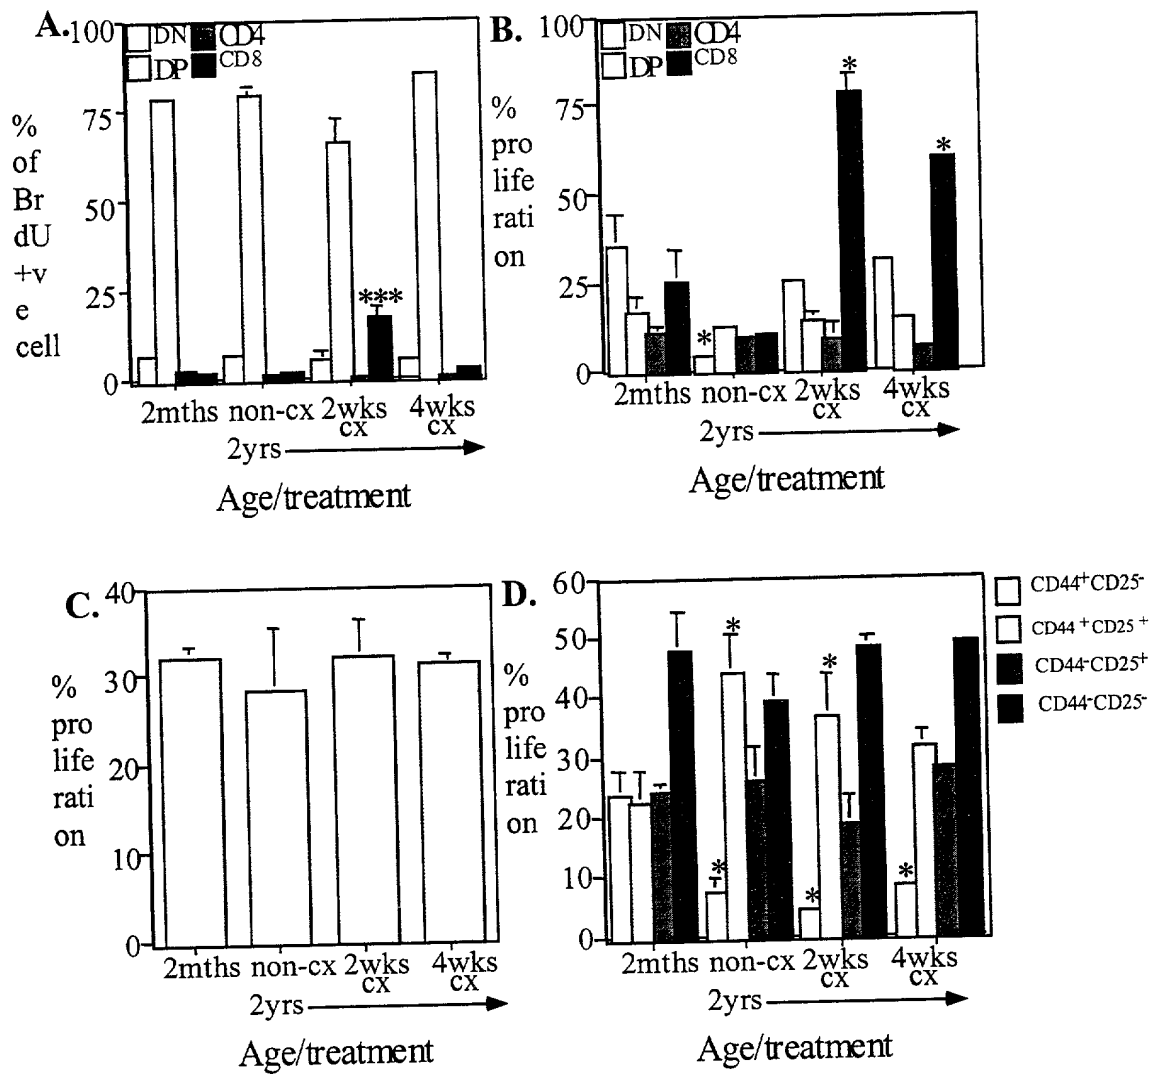 A.
100
75
50
25
0
DN CD4
DP CD8
%
of
Br
dU
+v
e
cell
***
2mths non-cx 2wks cx 4wks cx
2yrs
Age/treatment
B.
100
75
50
25
0
DN CD4
DP CD8
%
pro
life
rati
on
*
*
*
2mths non-cx 2wks cx 4wks cx
2yrs
Age/treatment
C.
40
30
20
10
0
%
pro
life
rati
on
2mths non-cx 2wks cx 4wks cx
2yrs
Age/treatment
D.
60
50
40
30
20
10
0
%
pro
life
rati
on
*
*
*
*
*
2mths non-cx 2wks cx 4wks cx
2yrs
Age/treatment
CD44+CD25-
CD44+CD25+
CD44-CD25+
CD44-CD25-